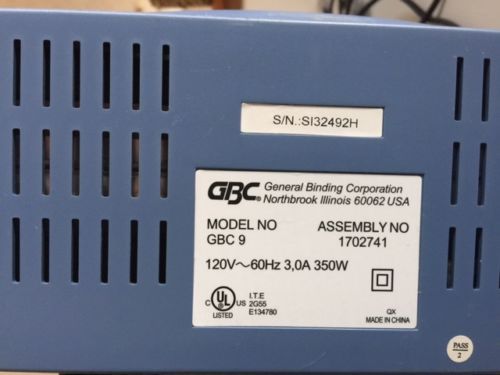 S/N.:SI32492H
GBC® General Binding Corporation
Northbrook Illinois 60062 USA
MODEL NO ASSEMBLY NO
GBC 9 1702741
120V～60Hz 3,0A 350W
C UL US I.T.E
2G55
LISTED E134780
QX
MADE IN CHINA
PASS
2